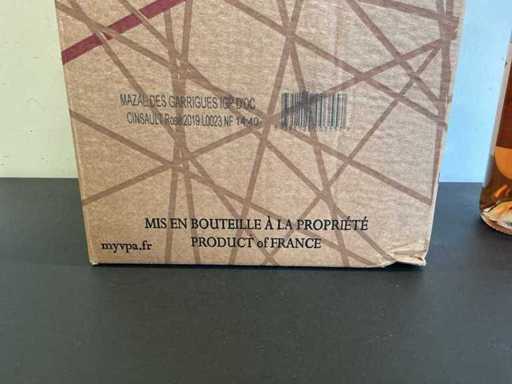 MAZAL DES GARRIGUES IGP D'OC
CINSAULT Rosé 2019 L0023 NF 14:40
MIS EN BOUTEILLE À LA PROPRIÉTÉ
myvpa.fr PRODUCT of FRANCE